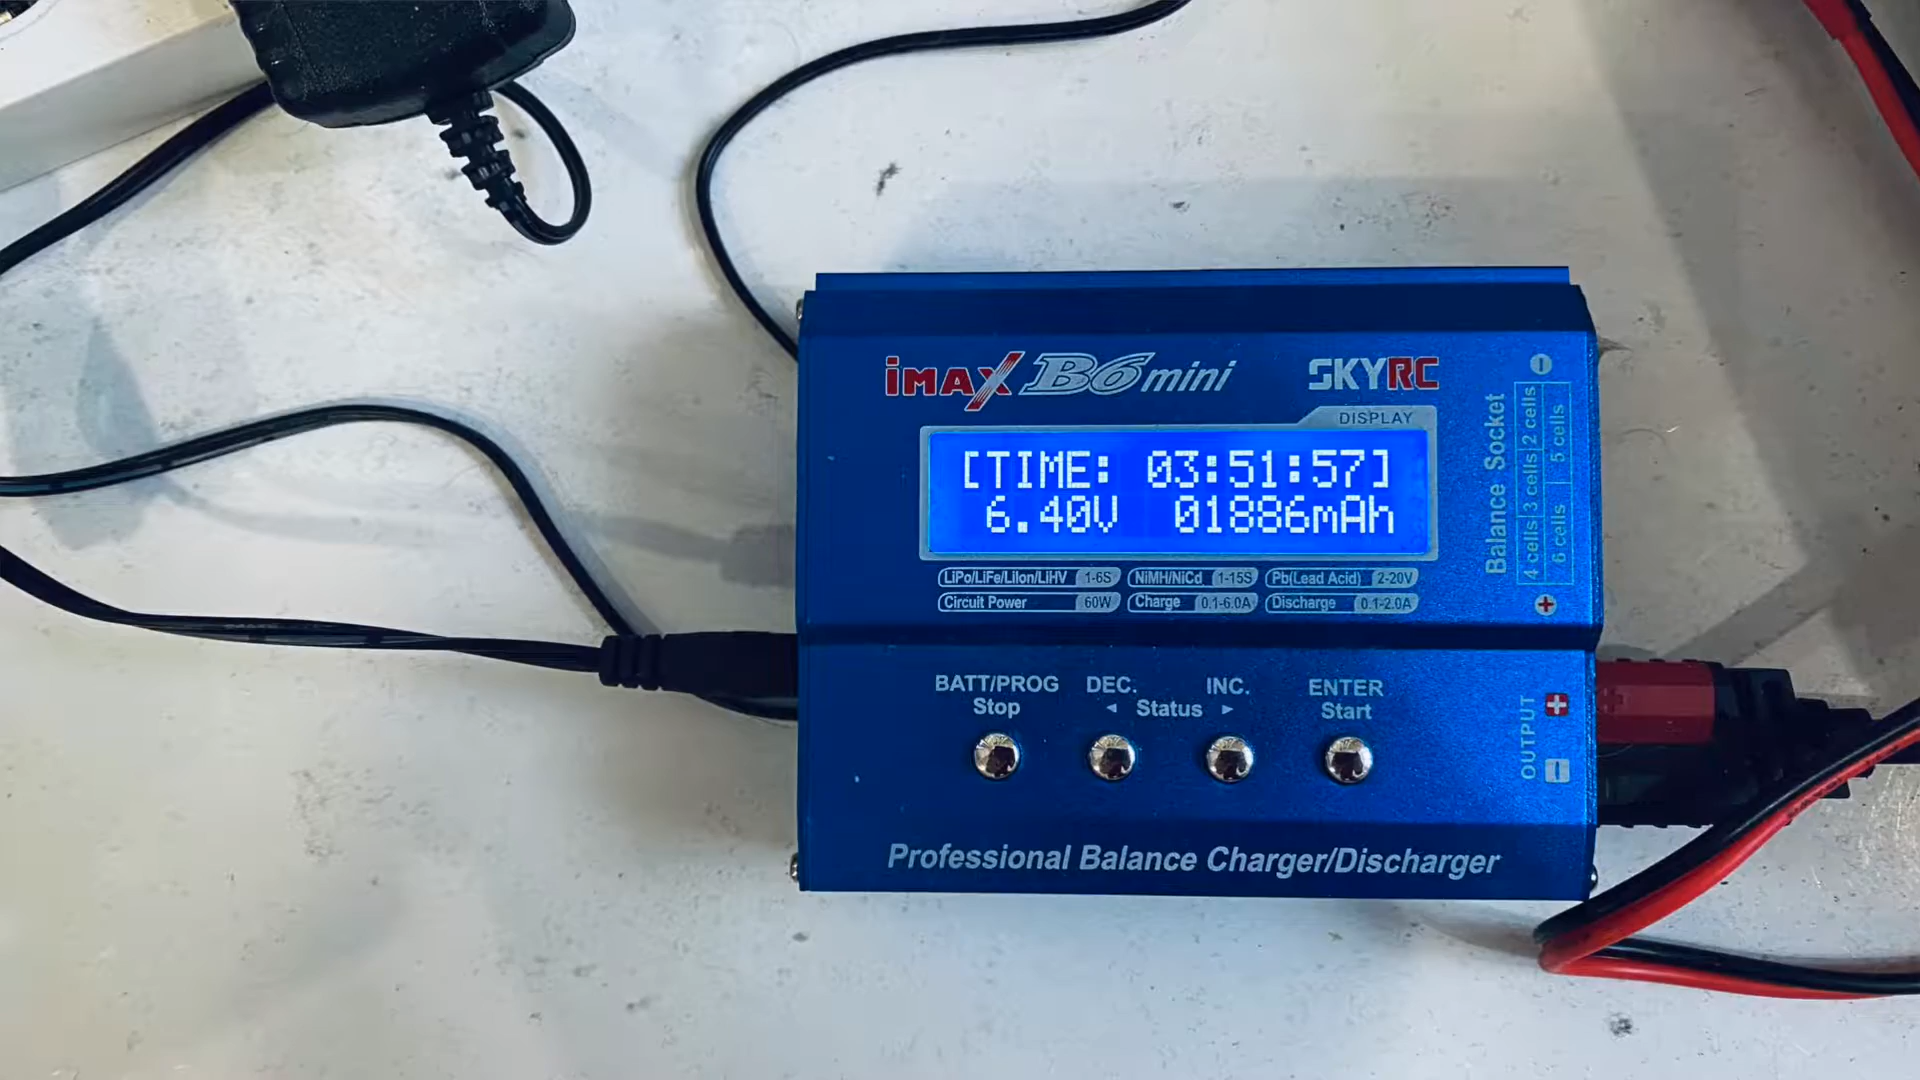 iMAX B6 mini
SKYRC
DISPLAY
[TIME: 03:51:57]
6.40V 01886mAh
LiPo/LiFe/LiIon/LiHV 1-6S
NiMH/NiCd 1-15S
Pb(Lead Acid) 2-20V
Circuit Power 60W
Charge 0.1-6.0A
Discharge 0.1-2.0A
Balance Socket
4 cells 3 cells 2 cells
6 cells 5 cells
BATT/PROG
Stop
DEC.
INC.
◄ Status ►
ENTER
Start
OUTPUT
Professional Balance Charger/Discharger